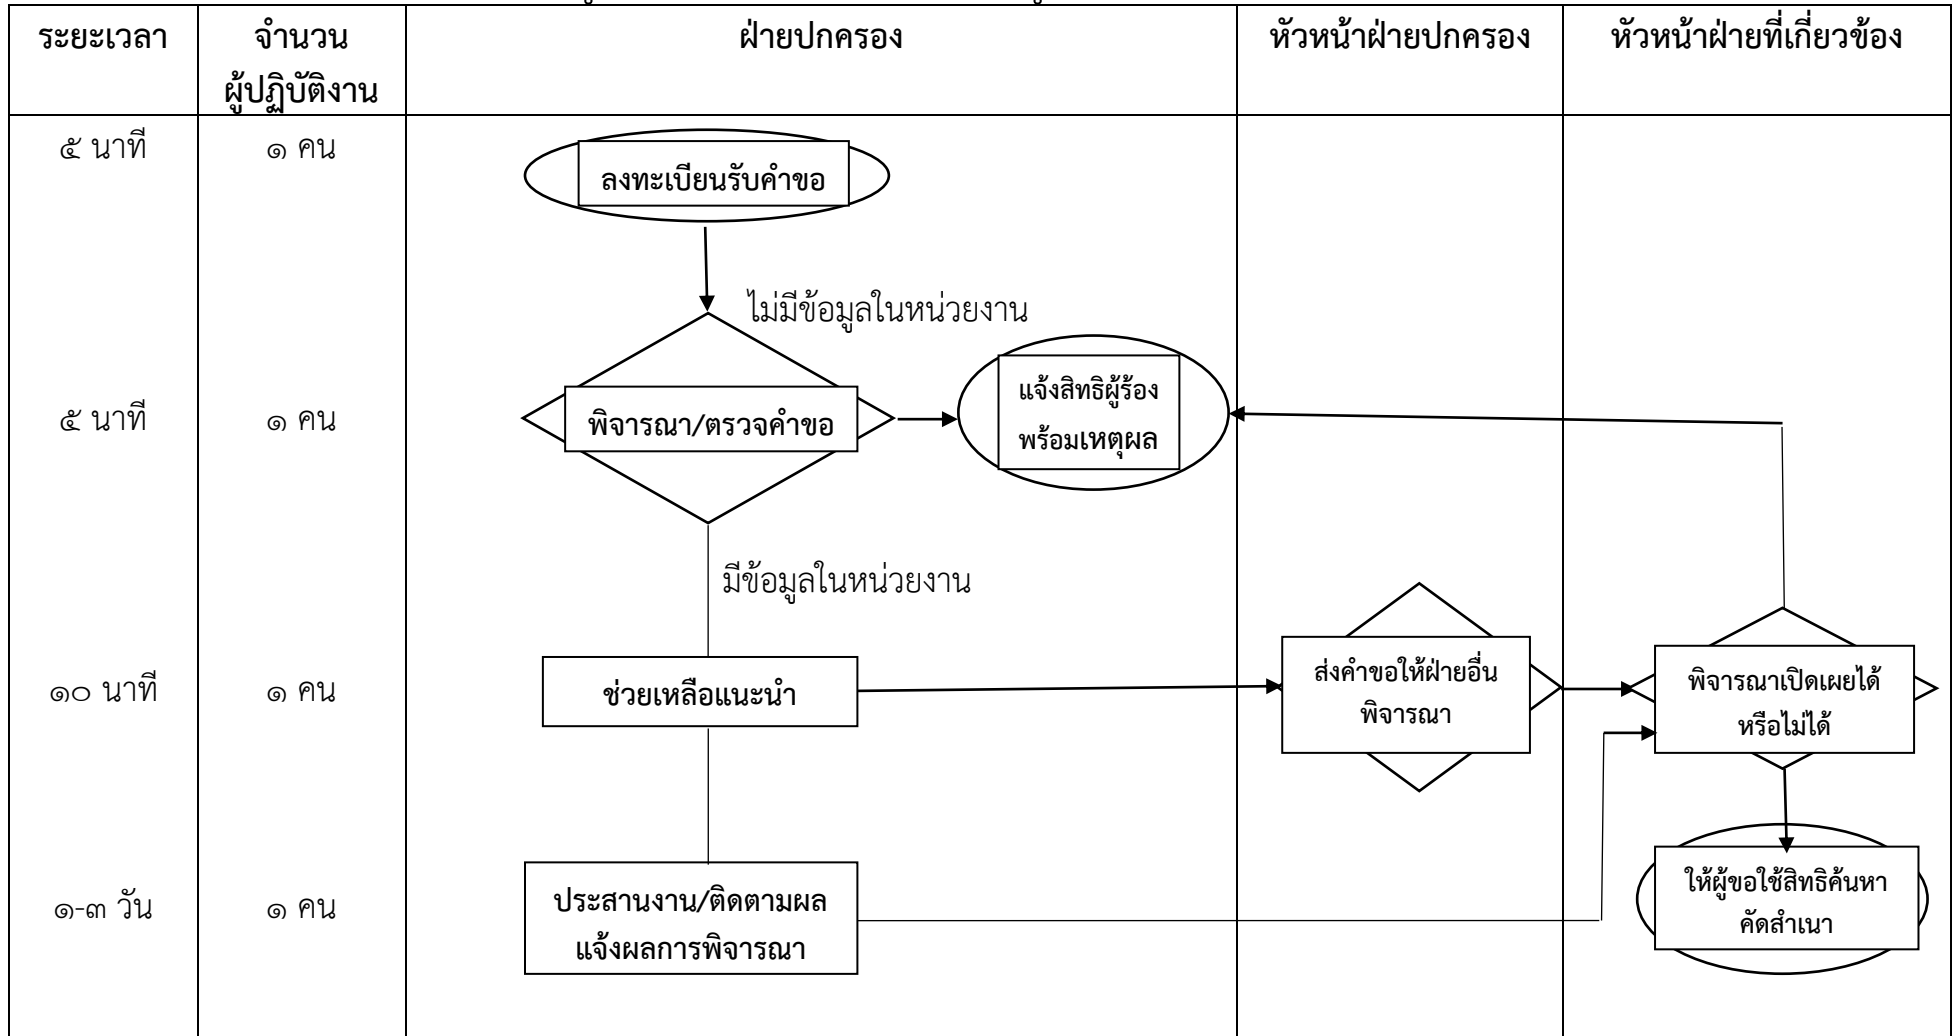 ระยะเวลา
จำนวน
ผู้ปฏิบัติงาน
ฝ่ายปกครอง
หัวหน้าฝ่ายปกครอง
หัวหน้าฝ่ายที่เกี่ยวข้อง
๕ นาที
๑ คน
ลงทะเบียนรับคำขอ
ไม่มีข้อมูลในหน่วยงาน
๕ นาที
๑ คน
พิจารณา/ตรวจคำขอ
แจ้งสิทธิผู้ร้อง
พร้อมเหตุผล
มีข้อมูลในหน่วยงาน
๑๐ นาที
๑ คน
ช่วยเหลือแนะนำ
ส่งคำขอให้ฝ่ายอื่น
พิจารณา
พิจารณาเปิดเผยได้
หรือไม่ได้
๑-๓ วัน
๑ คน
ประสานงาน/ติดตามผล
แจ้งผลการพิจารณา
ให้ผู้ขอใช้สิทธิค้นหา
คัดสำเนา